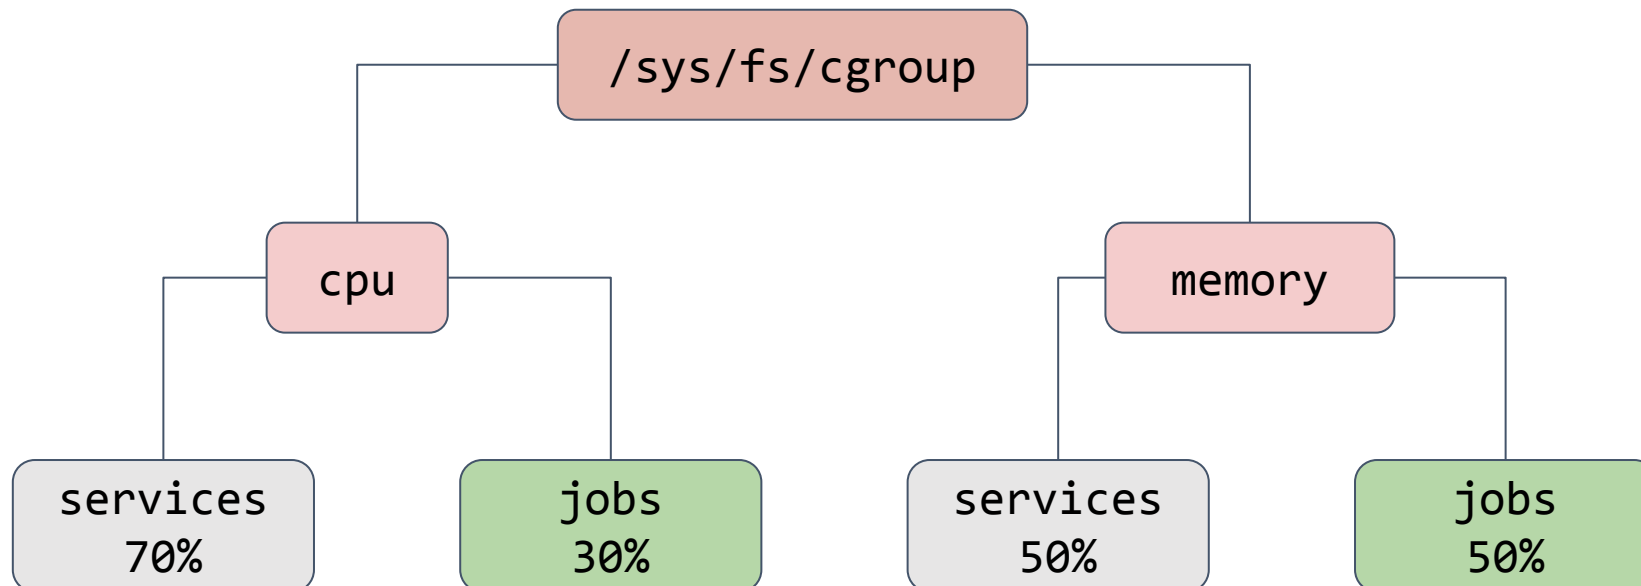 /sys/fs/cgroup
cpu
memory
services
70%
jobs
30%
services
50%
jobs
50%